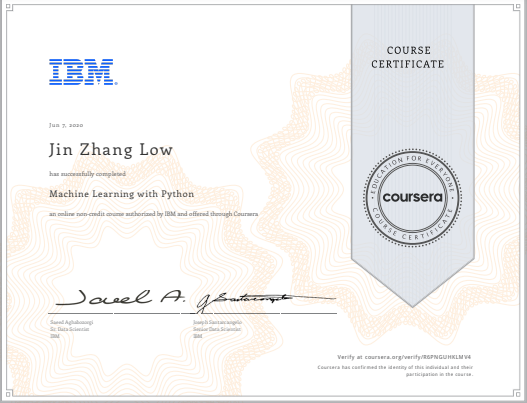 COURSE
CERTIFICATE
IBM
EDUCATION FOR EVERYONE
coursera
COURSE CERTIFICATE
Jun 7, 2020
Jin Zhang Low
has successfully completed
Machine Learning with Python
an online non-credit course authorized by IBM and offered through Coursera
Saeed Aghabozorgi
Sr. Data Scientist
IBM
Joseph Santarcangelo
Senior Data Scientist
IBM
Verify at coursera.org/verify/R6PNGUHKLMV4
Coursera has confirmed the identity of this individual and their
participation in the course.